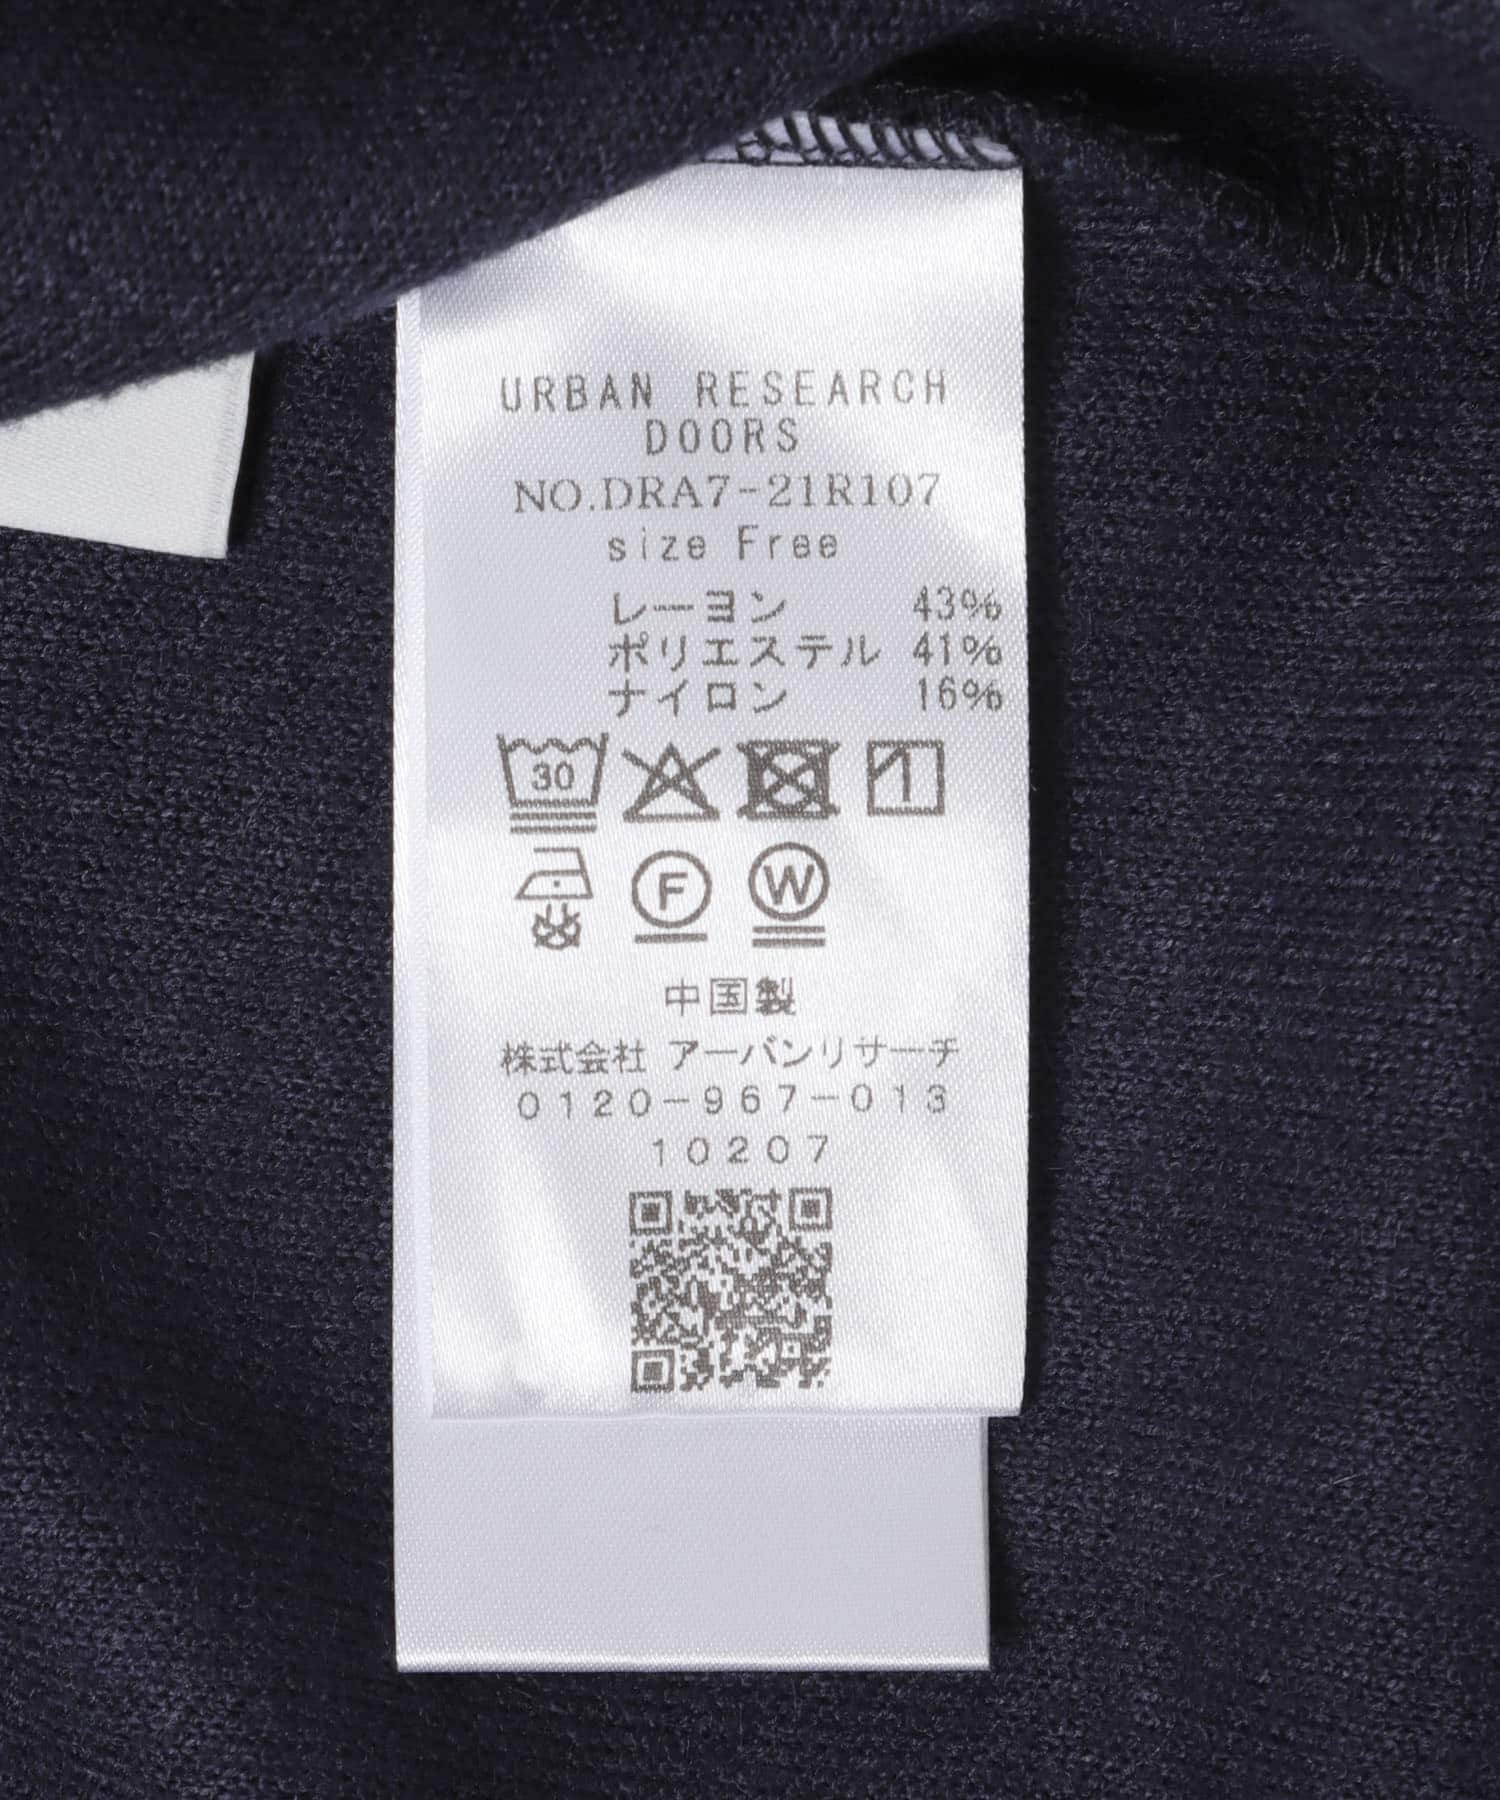 URBAN RESEARCH
DOORS
NO.DRA7-21R107
size Free
レーヨン 43%
ポリエステル 41%
ナイロン 16%
30
F W
中国製
株式会社 アーバンリサーチ
0120-967-013
10207